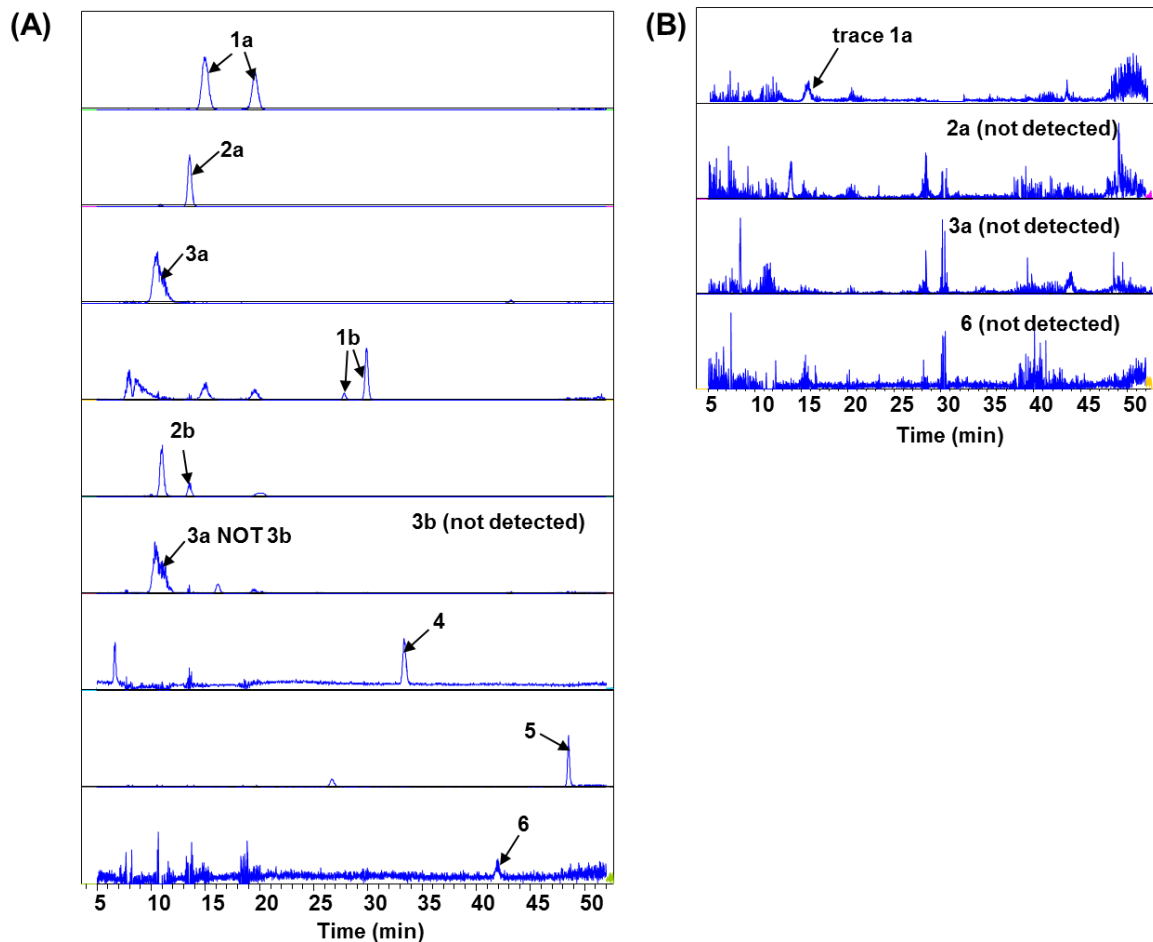 (A)
1a
2a
3a
1b
2b
3b (not detected)
3a NOT 3b
4
5
6
5 10 15 20 25 30 35 40 45 50
Time (min)
(B)
trace 1a
2a (not detected)
3a (not detected)
6 (not detected)
5 10 15 20 25 30 35 40 45 50
Time (min)